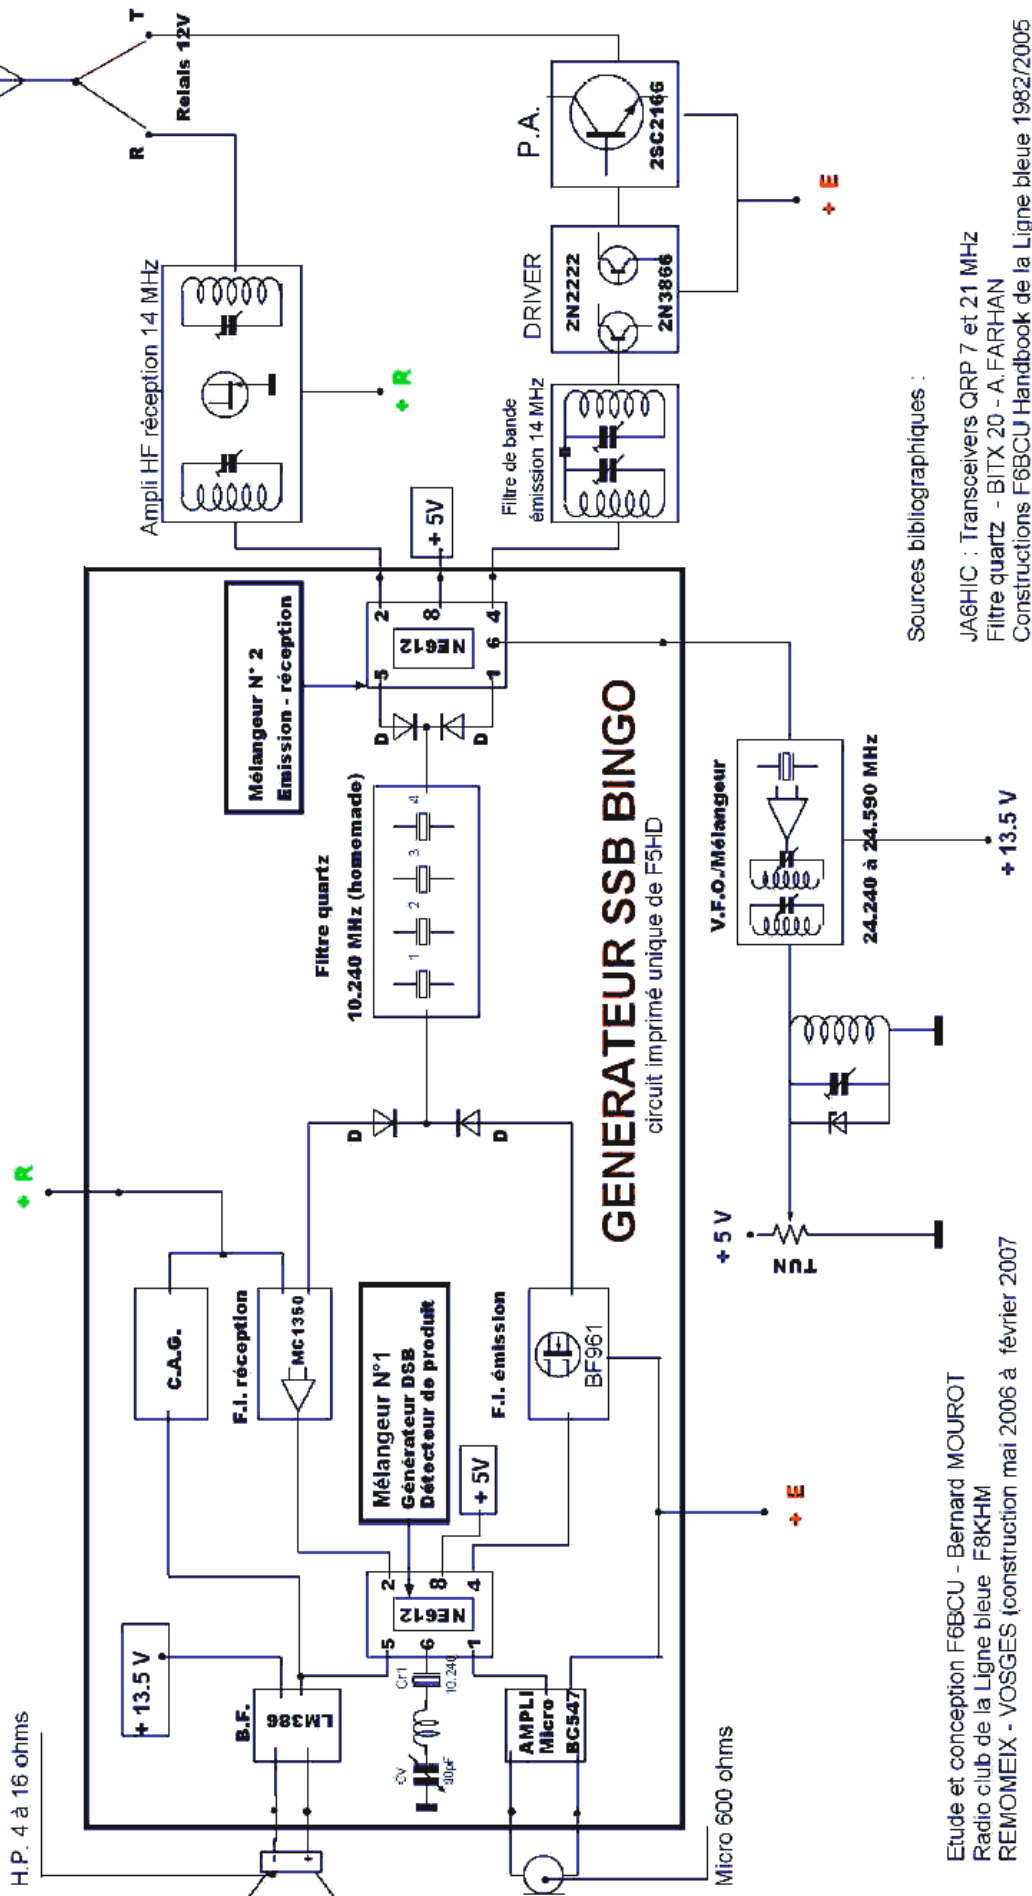 H.P. 4 à 16 ohms
+ 13.5 V
B.F.
LM386
C.A.G.
+ R
F.I. réception
MC1350
Mélangeur N°1
Générateur DSB
Détecteur de produit
+ 5V
NE612
5
6
1
2
8
4
Cr1
10.240
CV
80pF
AMPLI
Micro
BC547
Micro 600 ohms
F.I. émission
BF961
+ E
D
D
Filtre quartz
10.240 MHz (homemade)
1
2
3
4
Mélangeur N° 2
Emission - réception
D
D
NE612
5
1
2
8
4
6
+ 5V
GENERATEUR SSB BINGO
circuit imprimé unique de F5HD
Ampli HF réception 14 MHz
+ R
R
T
Relais 12V
Filtre de bande
émission 14 MHz
DRIVER
2N2222
2N3866
P.A.
2SC2166
+ E
V.F.O./Mélangeur
24.240 à 24.590 MHz
+ 13.5 V
+ 5 V
TUN
Sources bibliographiques :
JA6HIC : Transceivers QRP 7 et 21 MHz
Filtre quartz - BITX 20 - A.FARHAN
Constructions F6BCU Handbook de la Ligne bleue 1982/2005
Etude et conception F6BCU - Bernard MOUROT
Radio club de la Ligne bleue F8KHM
REMOMEIX - VOSGES (construction mai 2006 à février 2007